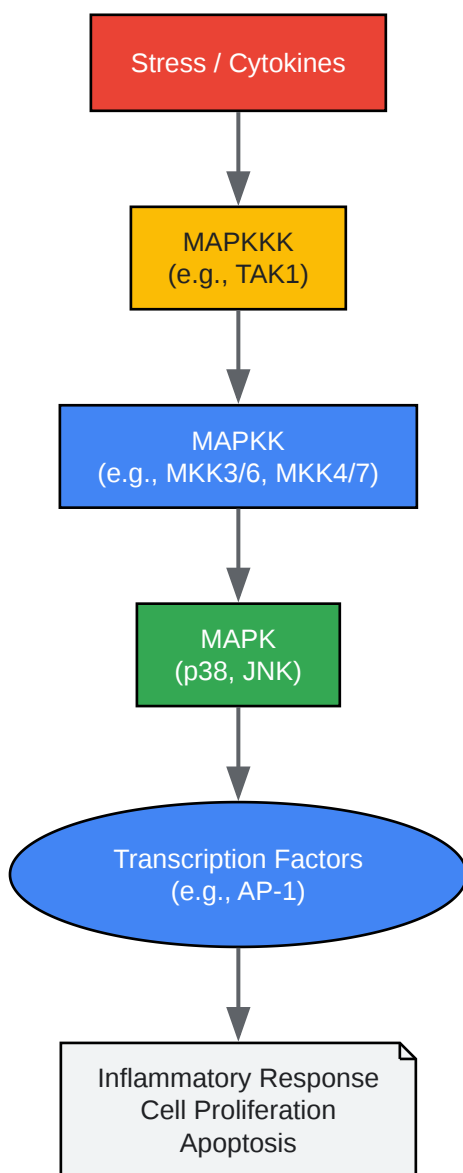 Stress / Cytokines
MAPKKK
(e.g., TAK1)
MAPKK
(e.g., MKK3/6, MKK4/7)
MAPK
(p38, JNK)
Transcription Factors
(e.g., AP-1)
Inflammatory Response
Cell Proliferation
Apoptosis